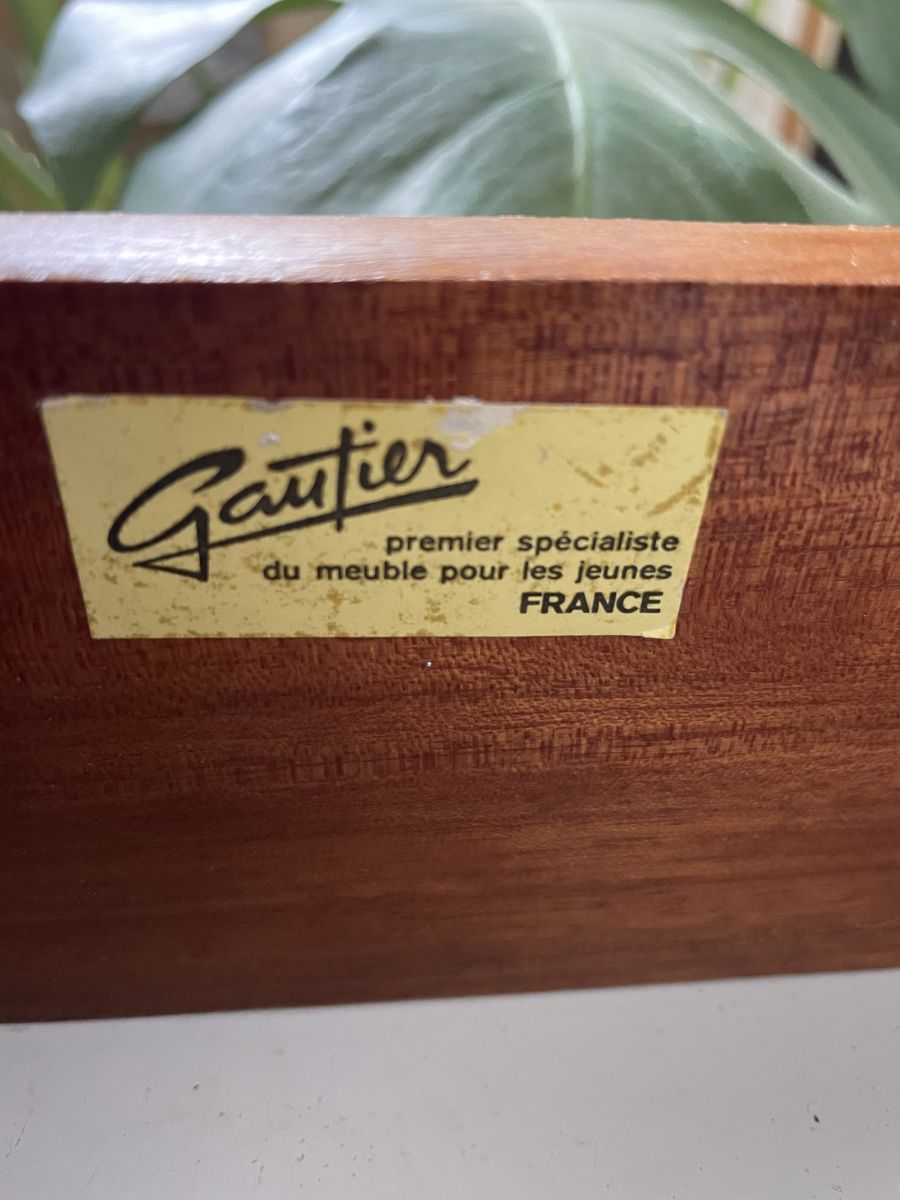 Gautier
premier spécialiste
du meuble pour les jeunes
FRANCE